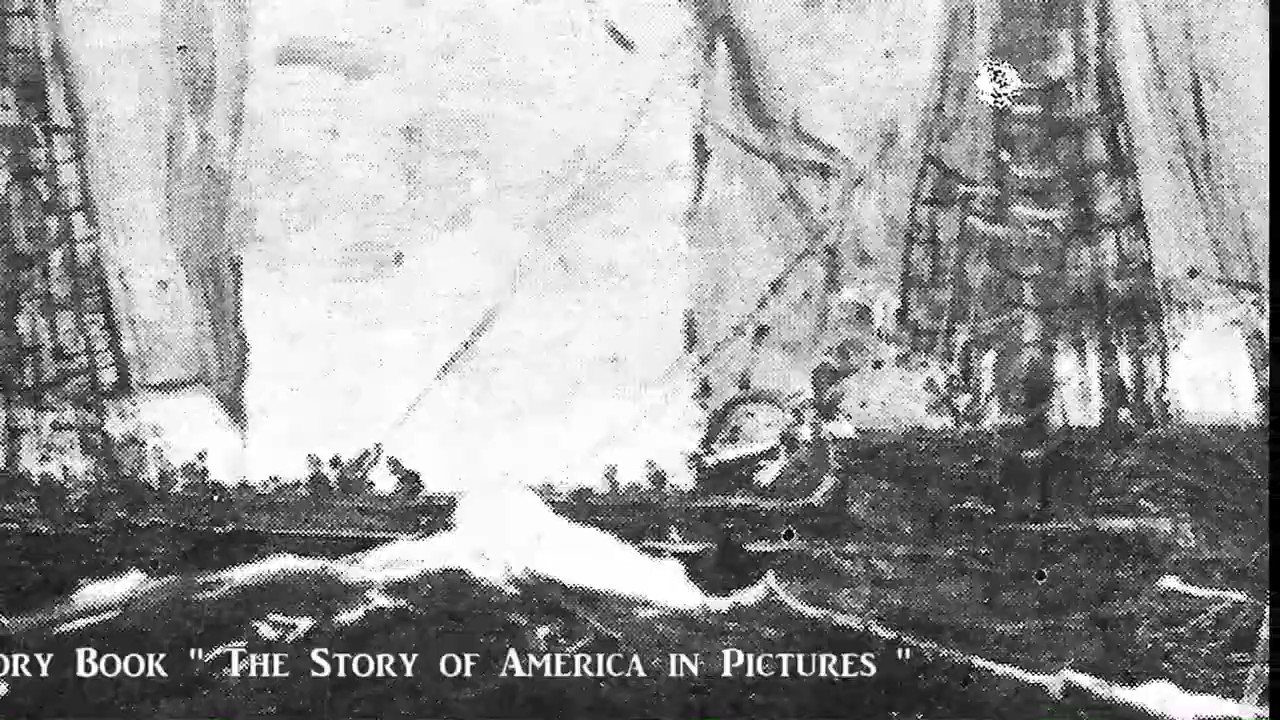 ORY BOOK " THE STORY OF AMERICA IN PICTURES "